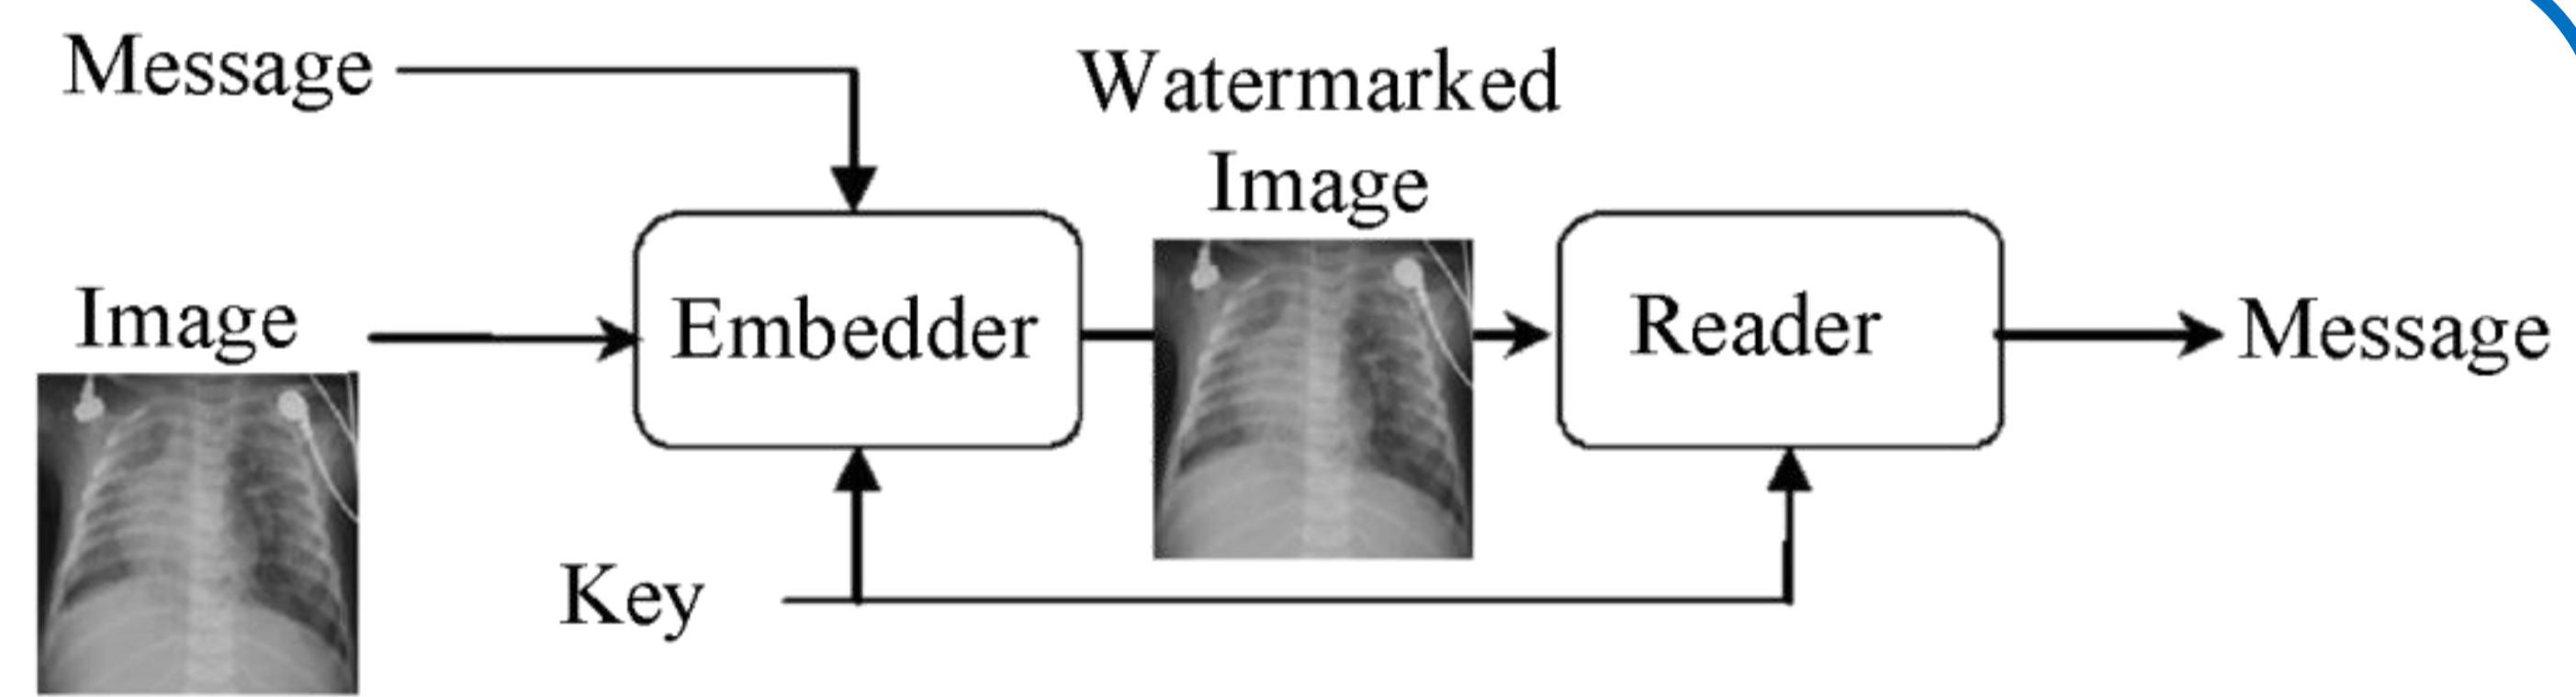 Message
Watermarked
Image
Image
Embedder
Reader
Message
Key